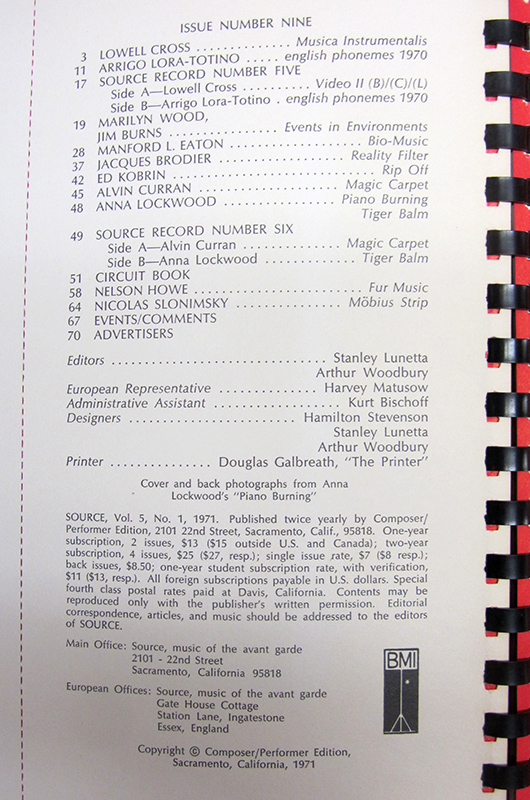 ISSUE NUMBER NINE
3 LOWELL CROSS . . . . . . . . . . . . . Musica Instrumentalis
11 ARRIGO LORA-TOTINO . . . . . english phonemes 1970
17 SOURCE RECORD NUMBER FIVE
Side A—Lowell Cross . . . . . . . . . . Video II (B)/(C)/(L)
Side B—Arrigo Lora-Totino . english phonemes 1970
19 MARILYN WOOD,
JIM BURNS . . . . . . . . . . . . . . . Events in Environments
28 MANFORD L. EATON . . . . . . . . . . . . . . . . Bio-Music
37 JACQUES BRODIER . . . . . . . . . . . . . . . . . Reality Filter
42 ED KOBRIN . . . . . . . . . . . . . . . . . . . . . . . . . . . Rip Off
45 ALVIN CURRAN . . . . . . . . . . . . . . . . . . . Magic Carpet
48 ANNA LOCKWOOD . . . . . . . . . . . . . . . Piano Burning
Tiger Balm
49 SOURCE RECORD NUMBER SIX
Side A—Alvin Curran . . . . . . . . . . . . . Magic Carpet
Side B—Anna Lockwood . . . . . . . . . . . . . Tiger Balm
51 CIRCUIT BOOK
58 NELSON HOWE . . . . . . . . . . . . . . . . . . . . . Fur Music
64 NICOLAS SLONIMSKY . . . . . . . . . . . . . . . Möbius Strip
67 EVENTS/COMMENTS
70 ADVERTISERS
Editors . . . . . . . . . . . . . . . . . . . . . . . . . . . . . . . Stanley Lunetta
Arthur Woodbury
European Representative . . . . . . . . . . . . . . Harvey Matusow
Administrative Assistant . . . . . . . . . . . . . . . . Kurt Bischoff
Designers . . . . . . . . . . . . . . . . . . . . . . . . Hamilton Stevenson
Stanley Lunetta
Arthur Woodbury
Printer . . . . . . . . . . . . . . Douglas Galbreath, "The Printer"
Cover and back photographs from Anna
Lockwood's "Piano Burning"
SOURCE, Vol. 5, No. 1, 1971. Published twice yearly by Composer/
Performer Edition, 2101 22nd Street, Sacramento, Calif., 95818. One-year
subscription, 2 issues, $13 ($15 outside U.S. and Canada); two-year
subscription, 4 issues, $25 ($27, resp.); single issue rate, $7 ($8 resp.);
back issues, $8.50; one-year student subscription rate, with verification,
$11 ($13, resp.). All foreign subscriptions payable in U.S. dollars. Special
fourth class postal rates paid at Davis, California. Contents may be
reproduced only with the publisher's written permission. Editorial
correspondence, articles, and music should be addressed to the editors
of SOURCE.
Main Office: Source, music of the avant garde
2101 - 22nd Street
Sacramento, California 95818
European Offices: Source, music of the avant garde
Gate House Cottage
Station Lane, Ingatestone
Essex, England
BMI
Copyright © Composer/Performer Edition,
Sacramento, California, 1971